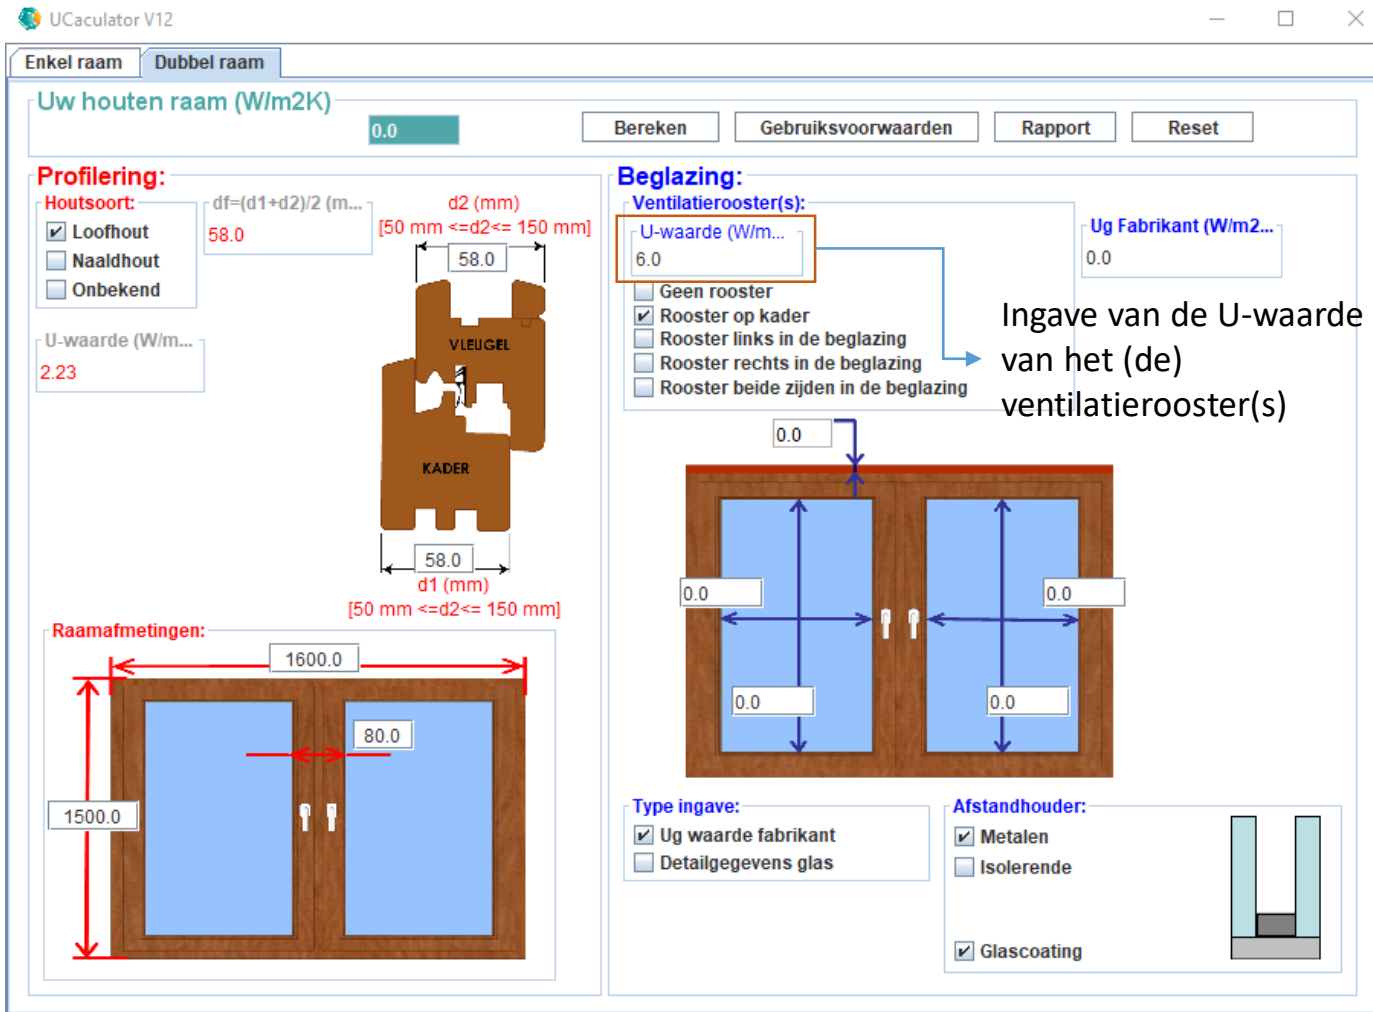 UCaculator V12
Enkel raam
Dubbel raam
Uw houten raam (W/m2K)
0.0
Bereken
Gebruiksvoorwaarden
Rapport
Reset
Profilering:
Houtsoort:
Loofhout
Naaldhout
Onbekend
df=(d1+d2)/2 (m...
58.0
d2 (mm)
[50 mm <=d2<= 150 mm]
58.0
U-waarde (W/m...
2.23
VLEUGEL
KADER
58.0
d1 (mm)
[50 mm <=d2<= 150 mm]
Raamafmetingen:
1600.0
80.0
1500.0
Beglazing:
Ventilatierooster(s):
U-waarde (W/m...
6.0
Geen rooster
Rooster op kader
Rooster links in de beglazing
Rooster rechts in de beglazing
Rooster beide zijden in de beglazing
Ug Fabrikant (W/m2...
0.0
Ingave van de U-waarde
van het (de)
ventilatierooster(s)
0.0
0.0
0.0
0.0
0.0
Type ingave:
Ug waarde fabrikant
Detailgegevens glas
Afstandhouder:
Metalen
Isolerende
Glascoating